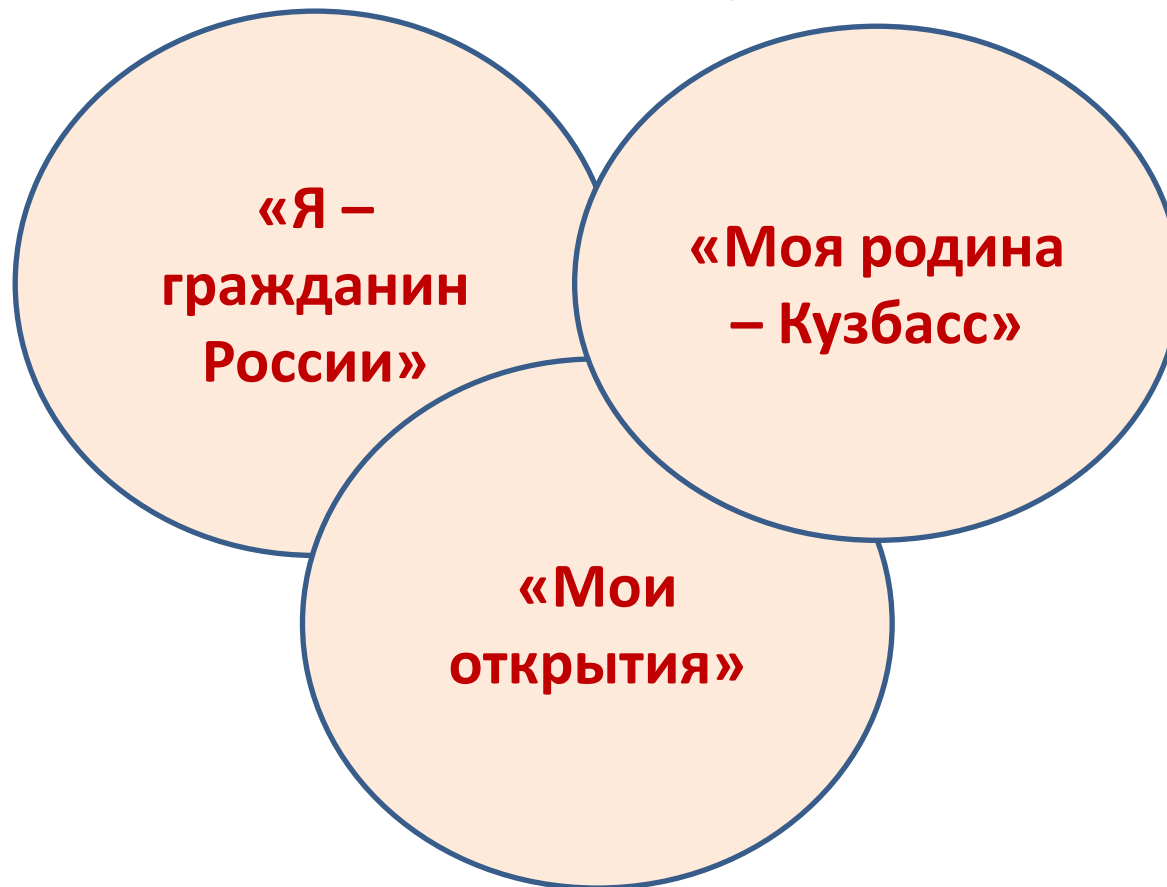 «Я –
гражданин
России»
«Моя родина
– Кузбасс»
«Мои
открытия»